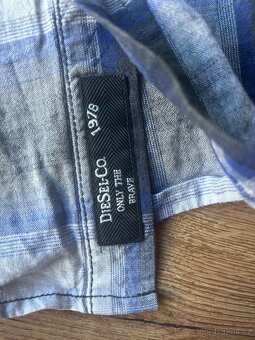 1978
DIESEL-CO.
ONLY THE
BRAVE